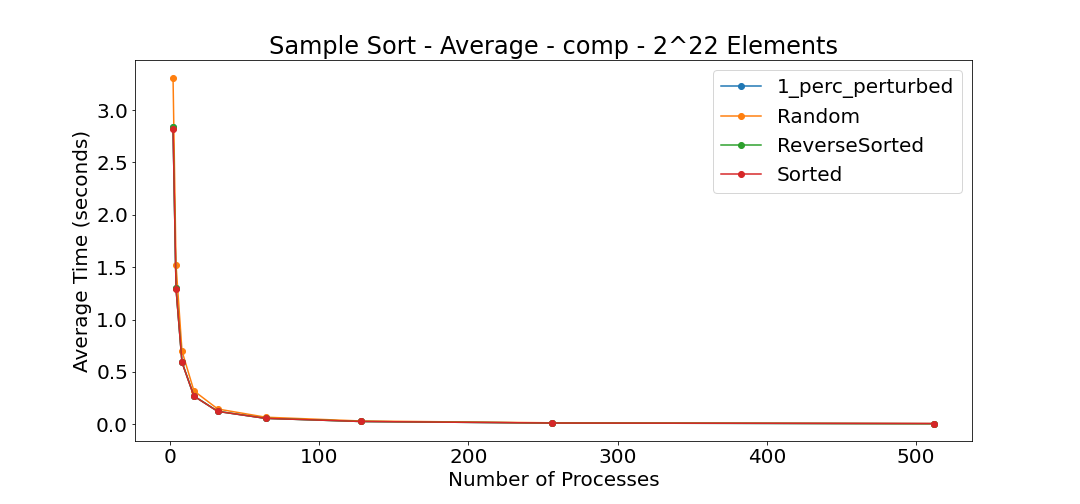 Sample Sort - Average - comp - 2^22 Elements
1_perc_perturbed
Random
ReverseSorted
Sorted
Average Time (seconds)
3.0
2.5
2.0
1.5
1.0
0.5
0.0
0 100 200 300 400 500
Number of Processes